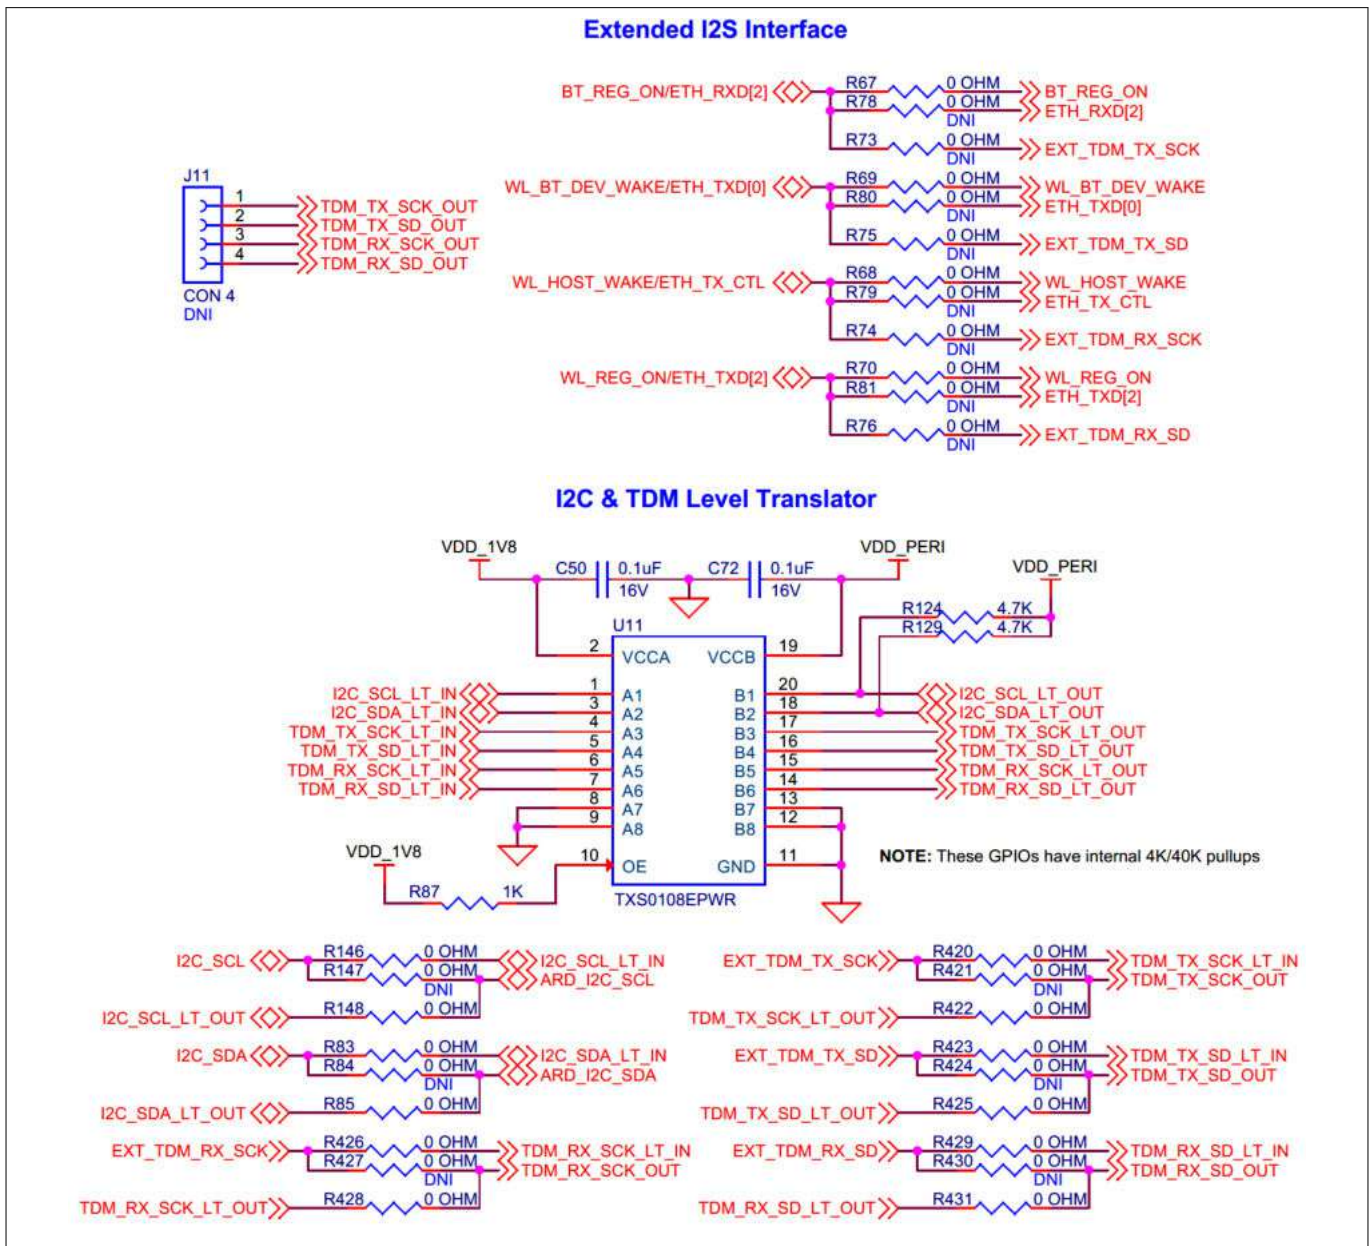 Extended I2S Interface
BT_REG_ON/ETH_RXD[2] R67 0 OHM BT_REG_ON
R78 0 OHM ETH_RXD[2]
DNI
R73 0 OHM EXT_TDM_TX_SCK
DNI
WL_BT_DEV_WAKE/ETH_TXD[0] R69 0 OHM WL_BT_DEV_WAKE
R80 0 OHM ETH_TXD[0]
DNI
R75 0 OHM EXT_TDM_TX_SD
DNI
WL_HOST_WAKE/ETH_TX_CTL R68 0 OHM WL_HOST_WAKE
R79 0 OHM ETH_TX_CTL
DNI
R74 0 OHM EXT_TDM_RX_SCK
DNI
WL_REG_ON/ETH_TXD[2] R70 0 OHM WL_REG_ON
R81 0 OHM ETH_TXD[2]
DNI
R76 0 OHM EXT_TDM_RX_SD
DNI
J11
1 TDM_TX_SCK_OUT
2 TDM_TX_SD_OUT
3 TDM_RX_SCK_OUT
4 TDM_RX_SD_OUT
CON 4
DNI
I2C & TDM Level Translator
VDD_1V8 VDD_PERI
C50 0.1uF C72 0.1uF
16V 16V
VDD_PERI
R124 4.7K
R129 4.7K
U11
2 VCCA VCCB 19
I2C_SCL_LT_IN 1 A1 B1 20 I2C_SCL_LT_OUT
I2C_SDA_LT_IN 3 A2 B2 18 I2C_SDA_LT_OUT
TDM_TX_SCK_LT_IN 4 A3 B3 17 TDM_TX_SCK_LT_OUT
TDM_TX_SD_LT_IN 5 A4 B4 16 TDM_TX_SD_LT_OUT
TDM_RX_SCK_LT_IN 6 A5 B5 15 TDM_RX_SCK_LT_OUT
TDM_RX_SD_LT_IN 7 A6 B6 14 TDM_RX_SD_LT_OUT
8 A7 B7 13
9 A8 B8 12
VDD_1V8
10 OE GND 11
R87 1K
TXS0108EPWR
NOTE: These GPIOs have internal 4K/40K pullups
I2C_SCL R146 0 OHM I2C_SCL_LT_IN
R147 0 OHM ARD_I2C_SCL
DNI
I2C_SCL_LT_OUT R148 0 OHM
I2C_SDA R83 0 OHM I2C_SDA_LT_IN
R84 0 OHM ARD_I2C_SDA
DNI
I2C_SDA_LT_OUT R85 0 OHM
EXT_TDM_RX_SCK R426 0 OHM TDM_RX_SCK_LT_IN
R427 0 OHM TDM_RX_SCK_OUT
DNI
TDM_RX_SCK_LT_OUT R428 0 OHM
EXT_TDM_TX_SCK R420 0 OHM TDM_TX_SCK_LT_IN
R421 0 OHM TDM_TX_SCK_OUT
DNI
TDM_TX_SCK_LT_OUT R422 0 OHM
EXT_TDM_TX_SD R423 0 OHM TDM_TX_SD_LT_IN
R424 0 OHM TDM_TX_SD_OUT
DNI
TDM_TX_SD_LT_OUT R425 0 OHM
EXT_TDM_RX_SD R429 0 OHM TDM_RX_SD_LT_IN
R430 0 OHM TDM_RX_SD_OUT
DNI
TDM_RX_SD_LT_OUT R431 0 OHM